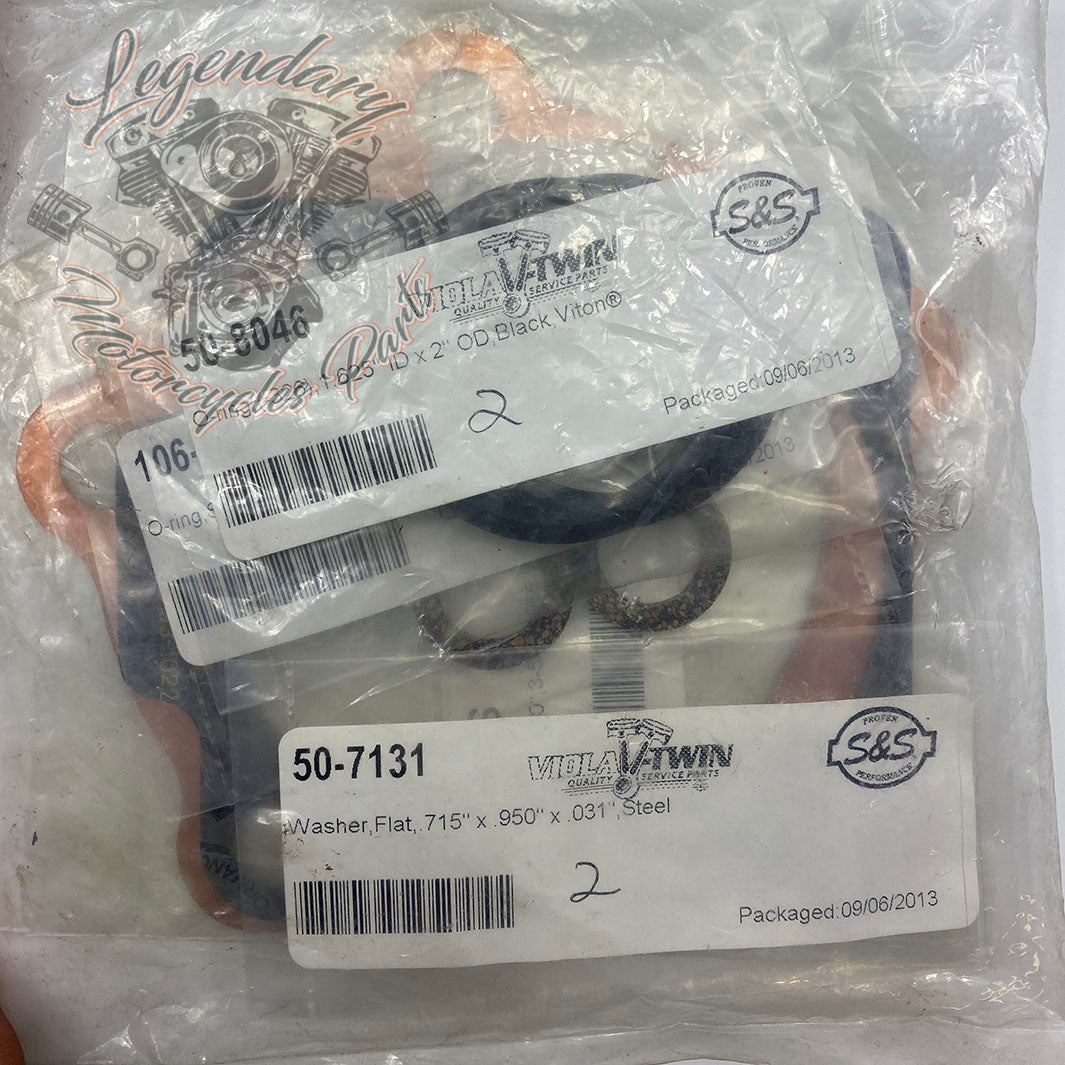 Legendary
Motorcycles Parts
PROVEN
S&S
PERFORMANCE
VIOLA V-TWIN
QUALITY SERVICE PARTS
50-8046
1.625" ID x 2" OD,Black,Viton®
2
Packaged:09/06/2013
106-
O-ring,
2013
50-7131
VIOLA V-TWIN
QUALITY SERVICE PARTS
PROVEN
S&S
PERFORMANCE
Washer,Flat,.715" x .950" x .031",Steel
2
Packaged:09/06/2013